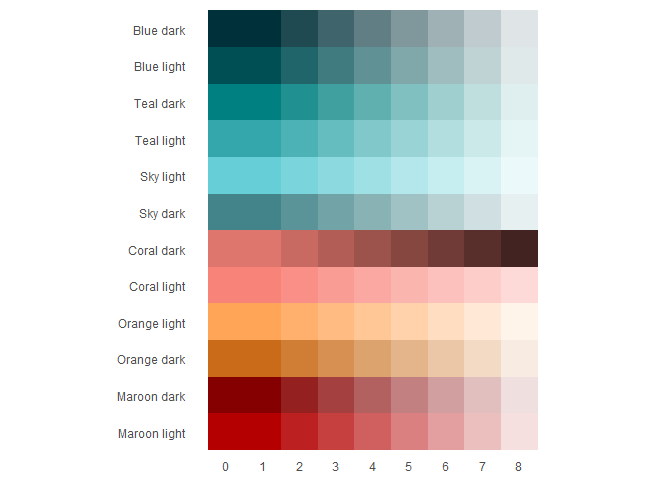 Blue dark
Blue light
Teal dark
Teal light
Sky light
Sky dark
Coral dark
Coral light
Orange light
Orange dark
Maroon dark
Maroon light
0 1 2 3 4 5 6 7 8